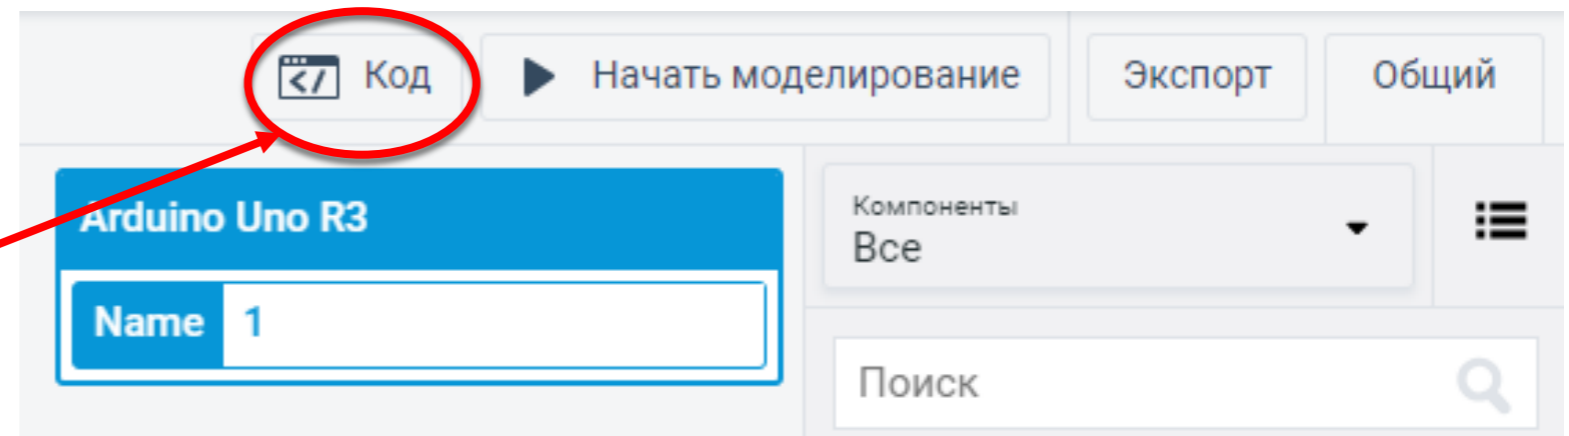 </> Код
Начать моделирование
Экспорт
Общий
Arduino Uno R3
Name 1
Компоненты
Все
Поиск